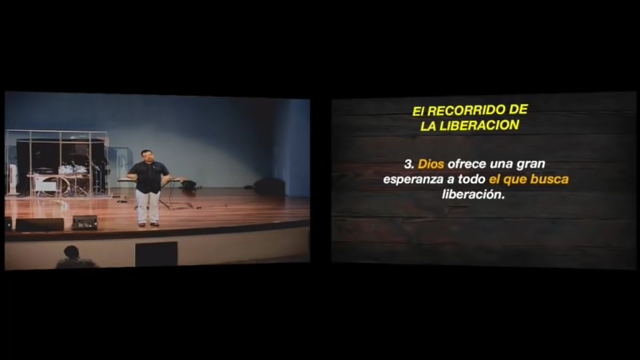 El RECORRIDO DE
LA LIBERACION
3. Dios ofrece una gran
esperanza a todo el que busca
liberación.